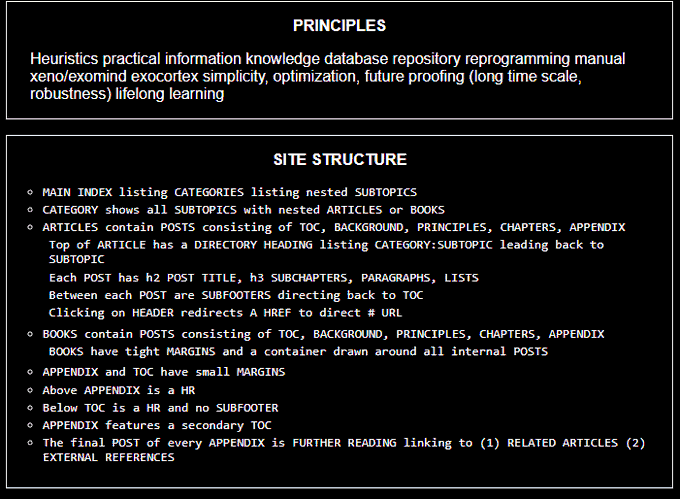 PRINCIPLES
Heuristics practical information knowledge database repository reprogramming manual
xeno/exomind exocortex simplicity, optimization, future proofing (long time scale,
robustness) lifelong learning
SITE STRUCTURE
MAIN INDEX listing CATEGORIES listing nested SUBTOPICS
CATEGORY shows all SUBTOPICS with nested ARTICLES or BOOKS
ARTICLES contain POSTS consisting of TOC, BACKGROUND, PRINCIPLES, CHAPTERS, APPENDIX
Top of ARTICLE has a DIRECTORY HEADING listing CATEGORY:SUBTOPIC leading back to
SUBTOPIC
Each POST has h2 POST TITLE, h3 SUBCHAPTERS, PARAGRAPHS, LISTS
Between each POST are SUBFOOTERS directing back to TOC
Clicking on HEADER redirects A HREF to direct # URL
BOOKS contain POSTS consisting of TOC, BACKGROUND, PRINCIPLES, CHAPTERS, APPENDIX
BOOKS have tight MARGINS and a container drawn around all internal POSTS
APPENDIX and TOC have small MARGINS
Above APPENDIX is a HR
Below TOC is a HR and no SUBFOOTER
APPENDIX features a secondary TOC
The final POST of every APPENDIX is FURTHER READING linking to (1) RELATED ARTICLES (2)
EXTERNAL REFERENCES